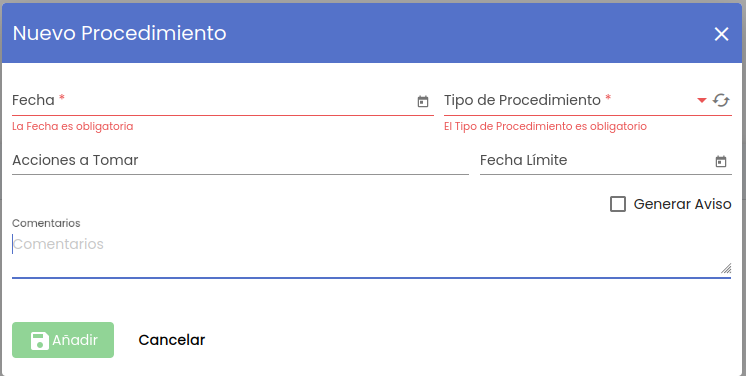 Nuevo Procedimiento
Fecha * Tipo de Procedimiento *
La Fecha es obligatoria El Tipo de Procedimiento es obligatorio
Acciones a Tomar Fecha Límite
Generar Aviso
Comentarios
Comentarios
Añadir Cancelar